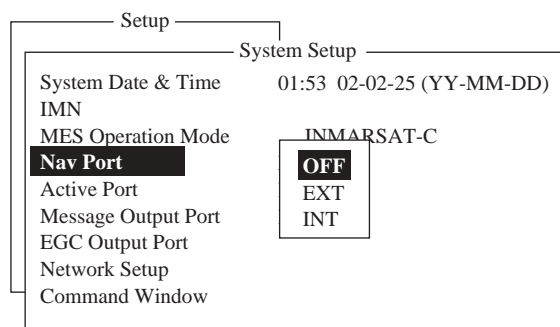 Setup
System Setup
System Date & Time 01:53 02-02-25 (YY-MM-DD)
IMN
MES Operation Mode INMARSAT-C
Nav Port OFF
Active Port EXT
Message Output Port INT
EGC Output Port
Network Setup
Command Window